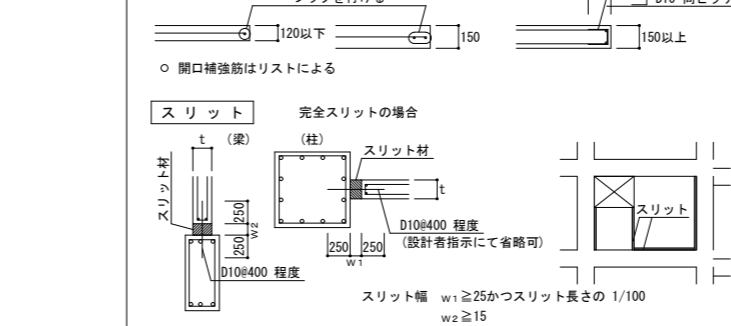 120以下
150
150以上
○ 開口補強筋はリストによる
スリット
完全スリットの場合
t
(梁)
(柱)
スリット材
スリット材
t
250
w2
250
D10@400 程度
(設計者指示にて省略可)
250
250
w1
D10@400 程度
スリット
スリット幅 w1≧25かつスリット長さの 1/100
w2≧15